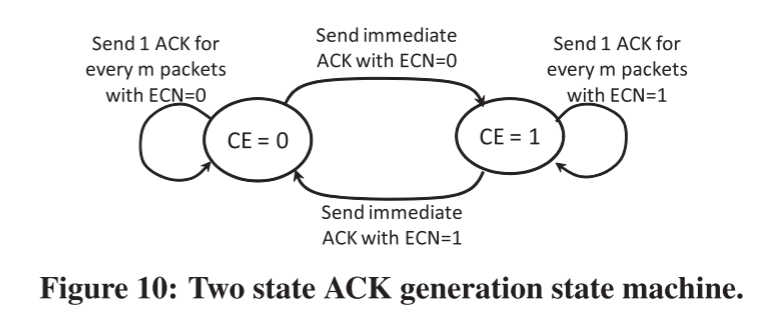 Send 1 ACK for
every m packets
with ECN=0
Send immediate
ACK with ECN=0
Send 1 ACK for
every m packets
with ECN=1
CE = 0
CE = 1
Send immediate
ACK with ECN=1
Figure 10: Two state ACK generation state machine.